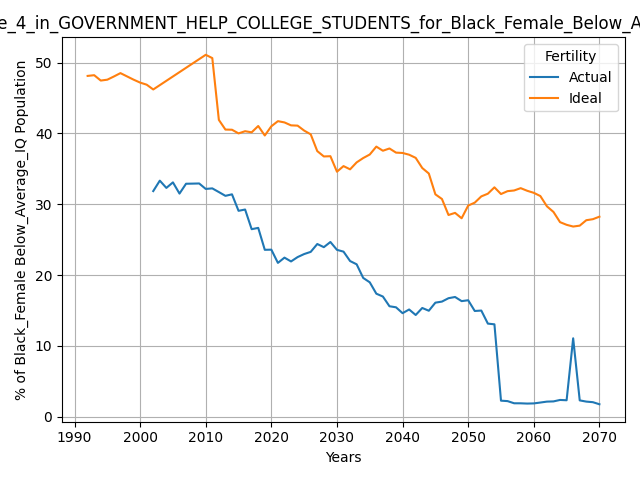 e_4_in_GOVERNMENT_HELP_COLLEGE_STUDENTS_for_Black_Female_Below_A
% of Black_Female Below_Average_IQ Population
50
40
30
20
10
0
Fertility
Actual
Ideal
1990 2000 2010 2020 2030 2040 2050 2060 2070
Years